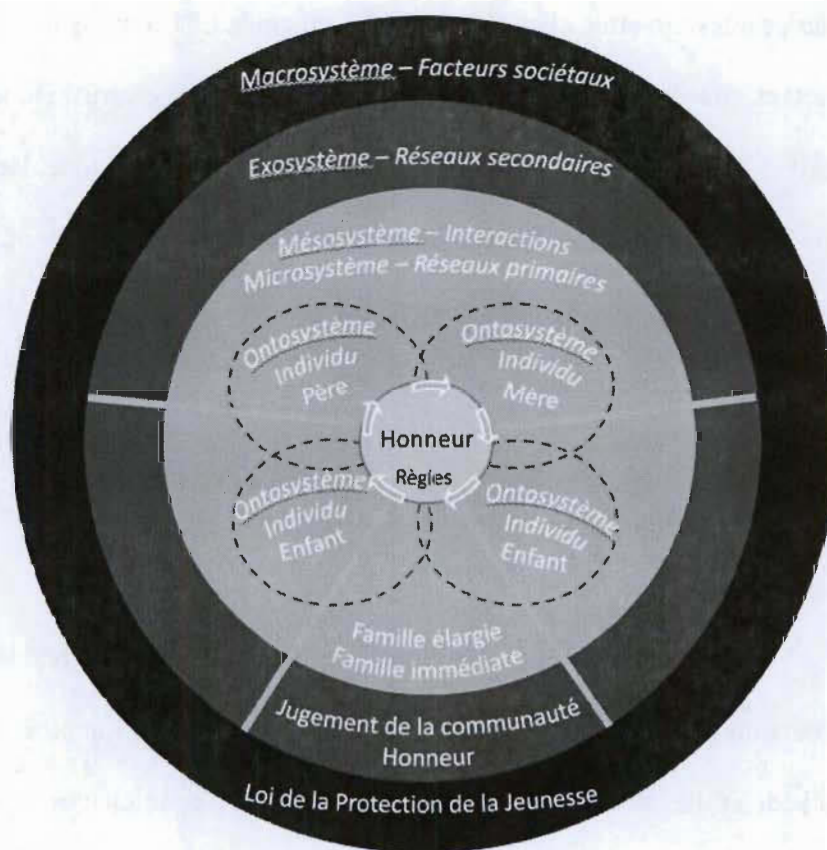 Macrosystème – Facteurs sociétaux
Exosystème – Réseaux secondaires
Mésosystème – Interactions
Microsystème – Réseaux primaires
Ontosystème
Individu
Père
Ontosystème
Individu
Mère
Honneur
Règles
Ontosystème
Individu
Enfant
Ontosystème
Individu
Enfant
Famille élargie
Famille immédiate
Jugement de la communauté
Honneur
Loi de la Protection de la Jeunesse